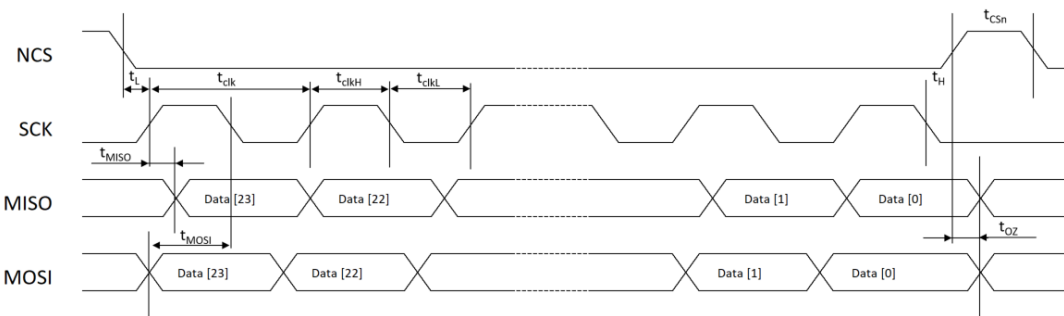 t_CSn
NCS
t_L
t_clk
t_clkH
t_clkL
t_H
SCK
t_MISO
MISO
Data [23]
Data [22]
Data [1]
Data [0]
t_MOSI
t_OZ
MOSI
Data [23]
Data [22]
Data [1]
Data [0]